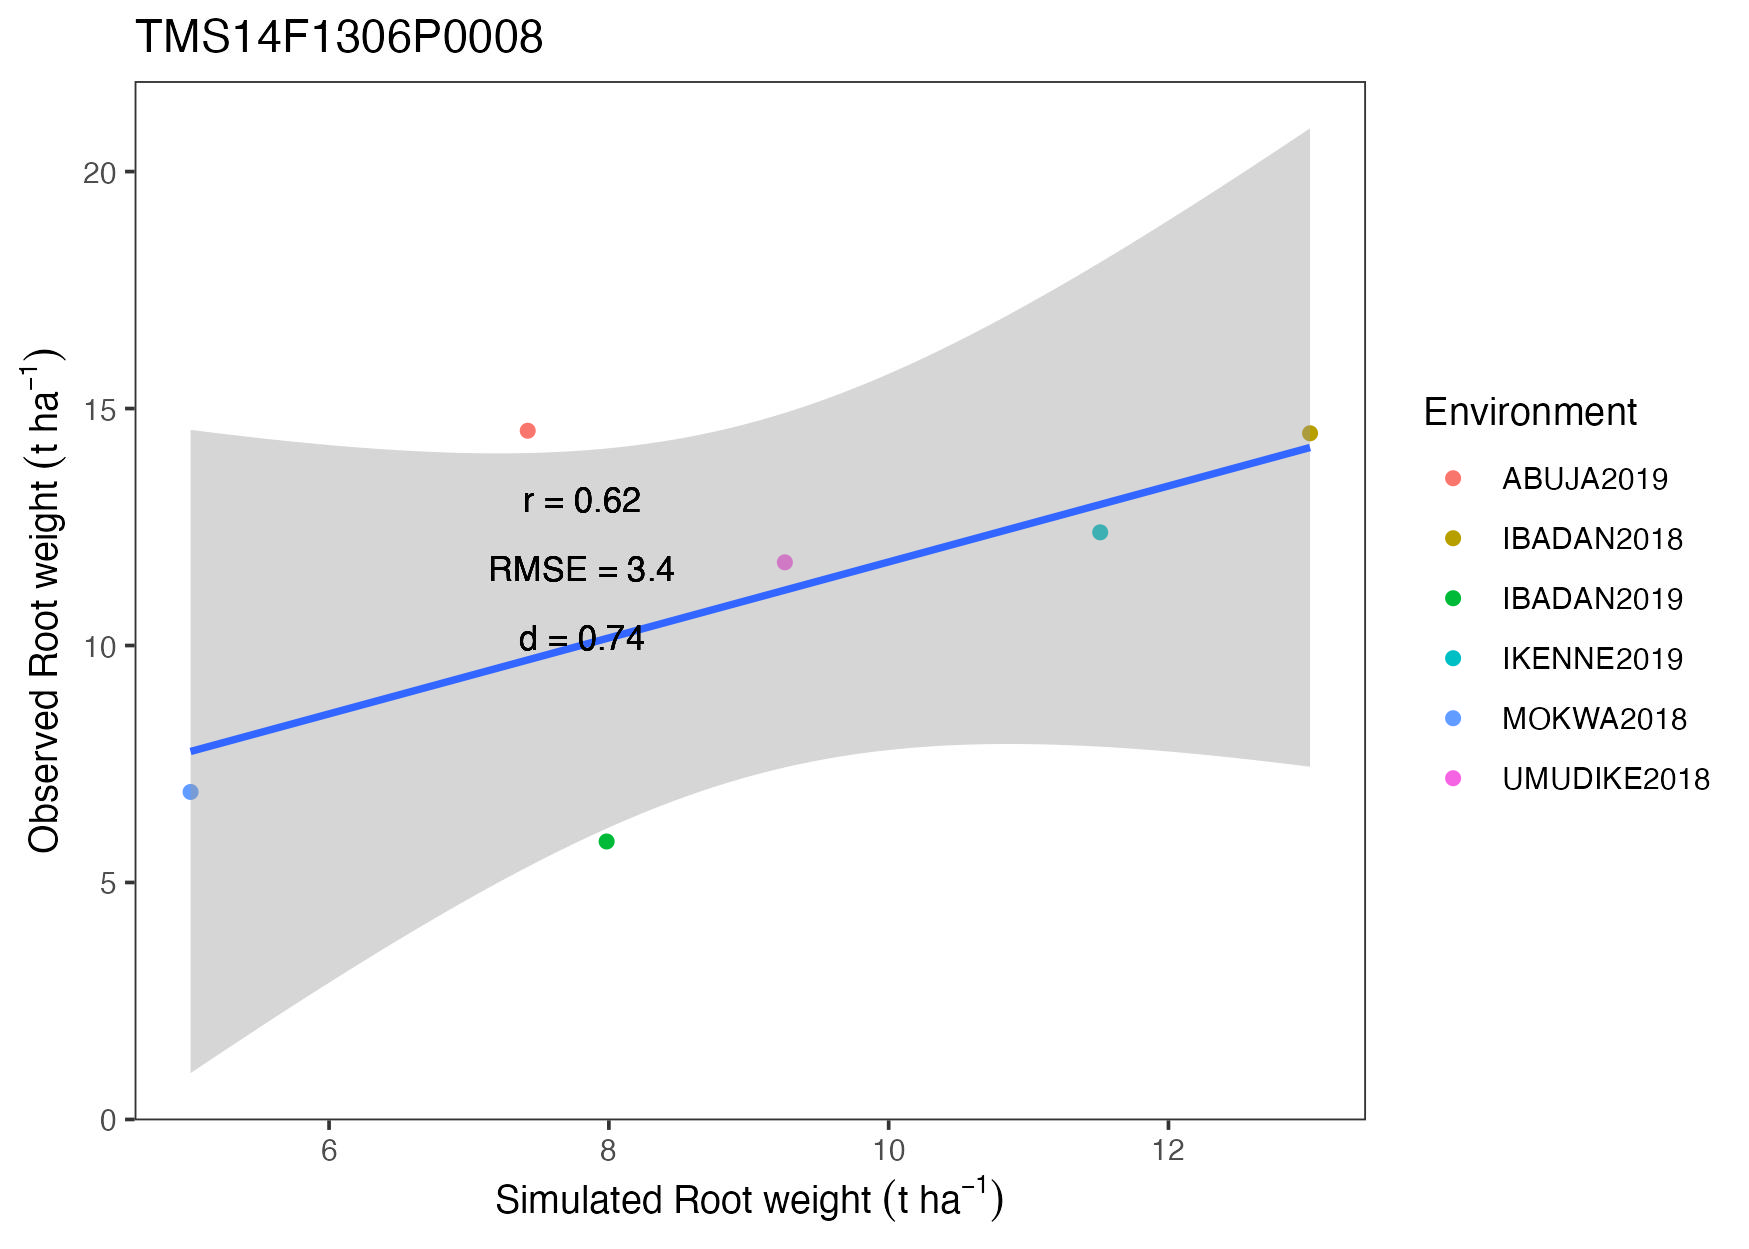 TMS14F1306P0008
Observed Root weight (t ha⁻¹)
20
15
10
5
0
r = 0.62
RMSE = 3.4
d = 0.74
6 8 10 12
Simulated Root weight (t ha⁻¹)
Environment
ABUJA2019
IBADAN2018
IBADAN2019
IKENNE2019
MOKWA2018
UMUDIKE2018